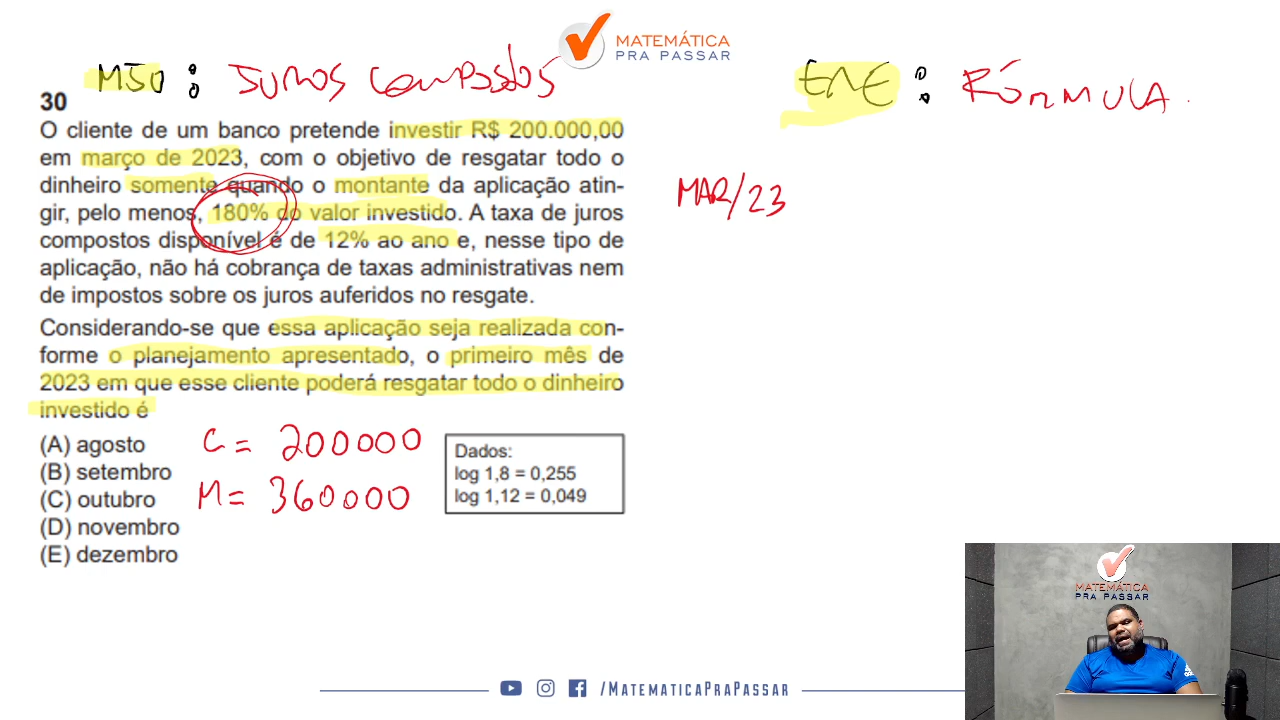 MATEMÁTICA
PRA PASSAR
MJO : JUROS COMPOSTOS
ENE : FÓRMULA.
30
O cliente de um banco pretende investir R$ 200.000,00
em março de 2023, com o objetivo de resgatar todo o
dinheiro somente quando o montante da aplicação atin-
gir, pelo menos, 180% do valor investido. A taxa de juros
compostos disponível é de 12% ao ano e, nesse tipo de
aplicação, não há cobrança de taxas administrativas nem
de impostos sobre os juros auferidos no resgate.
Considerando-se que essa aplicação seja realizada con-
forme o planejamento apresentado, o primeiro mês de
2023 em que esse cliente poderá resgatar todo o dinheiro
investido é
(A) agosto
(B) setembro
(C) outubro
(D) novembro
(E) dezembro
C = 200000
M = 360000
Dados:
log 1,8 = 0,255
log 1,12 = 0,049
MAR/23
MATEMÁTICA
PRA PASSAR
adidas
/MATEMATICAPRAPASSAR